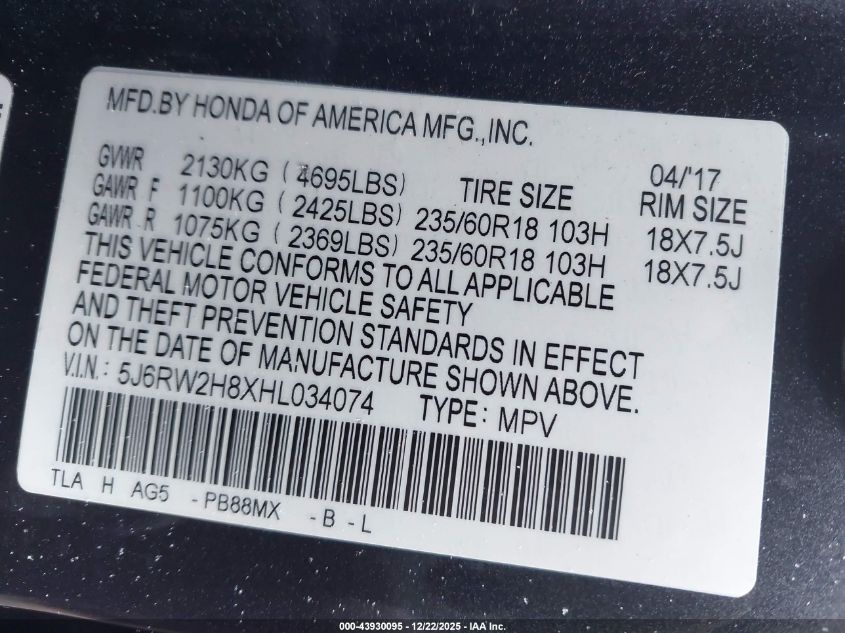 MFD.BY HONDA OF AMERICA MFG.,INC.
04/'17
GVWR 2130KG ( 4695LBS) TIRE SIZE RIM SIZE
GAWR F 1100KG ( 2425LBS) 235/60R18 103H 18X7.5J
GAWR R 1075KG ( 2369LBS) 235/60R18 103H 18X7.5J
THIS VEHICLE CONFORMS TO ALL APPLICABLE
FEDERAL MOTOR VEHICLE SAFETY
AND THEFT PREVENTION STANDARDS IN EFFECT
ON THE DATE OF MANUFACTURE SHOWN ABOVE.
V.I.N.: 5J6RW2H8XHL034074 TYPE: MPV
TLA H AG5 -PB88MX -B-L
000-43930095 - 12/22/2025 - IAA Inc.